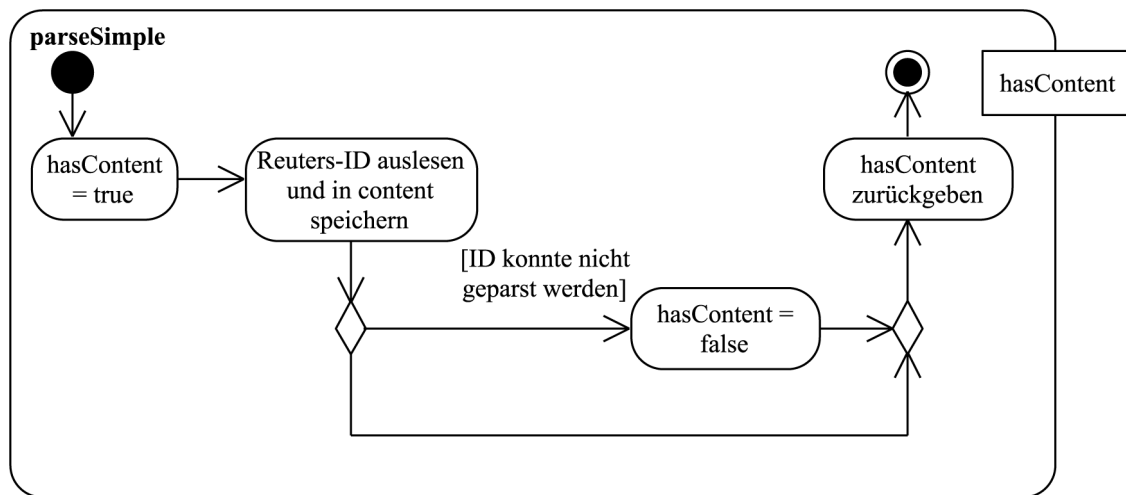 parseSimple
hasContent
hasContent
= true
Reuters-ID auslesen
und in content
speichern
hasContent
zurückgeben
[ID konnte nicht
geparst werden]
hasContent =
false